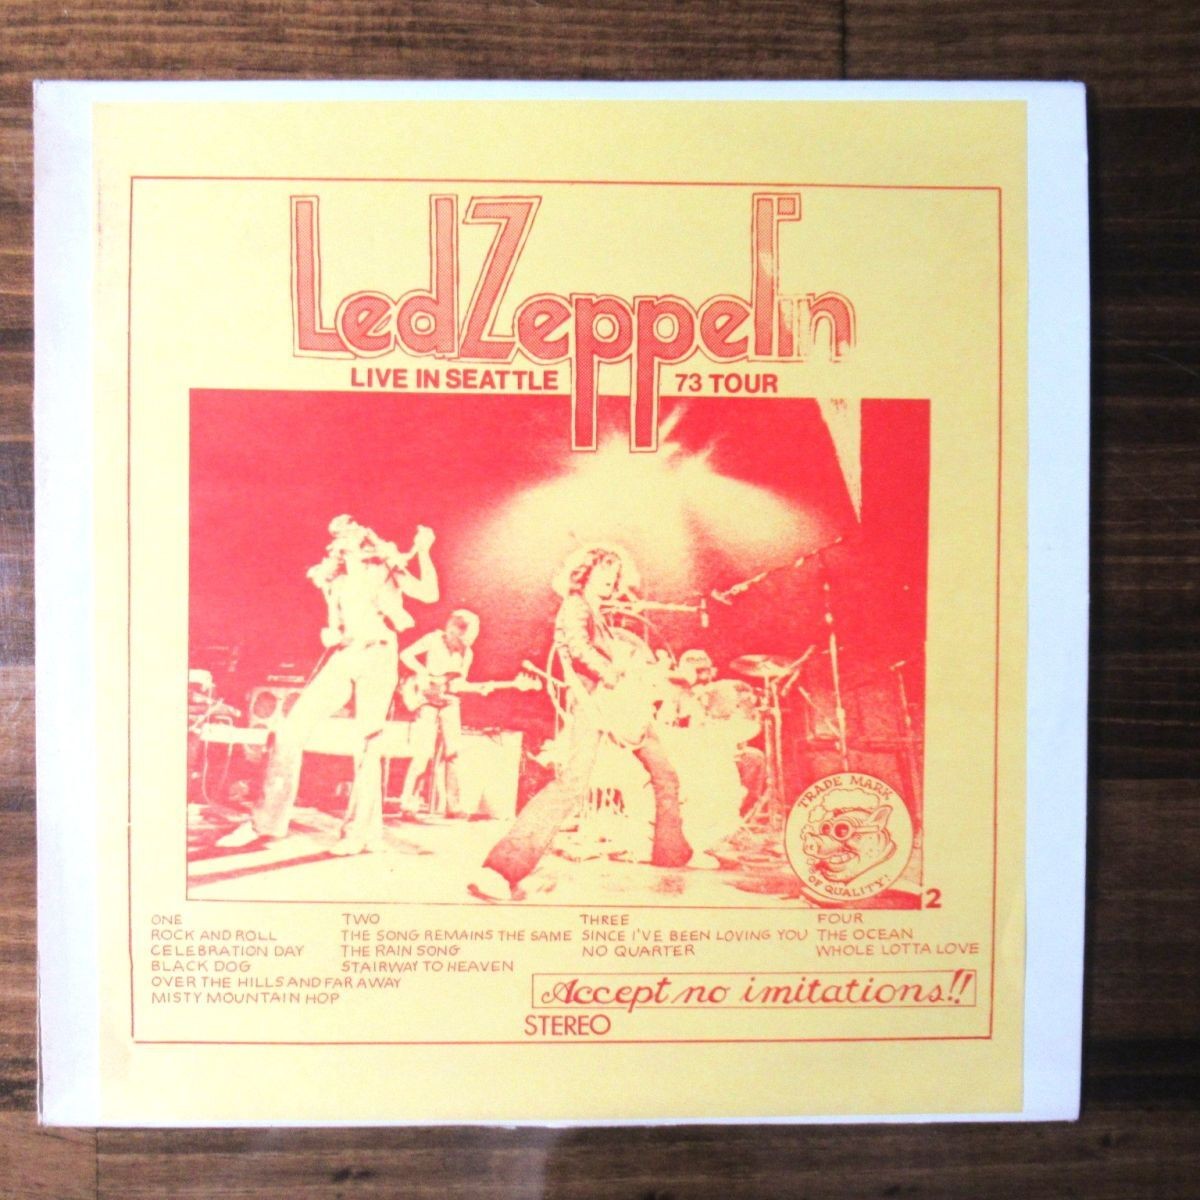 Led Zeppelin
LIVE IN SEATTLE 73 TOUR
TRADE MARK
OF QUALITY!
2
ONE
ROCK AND ROLL
CELEBRATION DAY
BLACK DOG
OVER THE HILLS AND FAR AWAY
MISTY MOUNTAIN HOP
TWO
THE SONG REMAINS THE SAME
THE RAIN SONG
STAIRWAY TO HEAVEN
THREE
SINCE I'VE BEEN LOVING YOU
NO QUARTER
FOUR
THE OCEAN
WHOLE LOTTA LOVE
Accept no imitations!!
STEREO